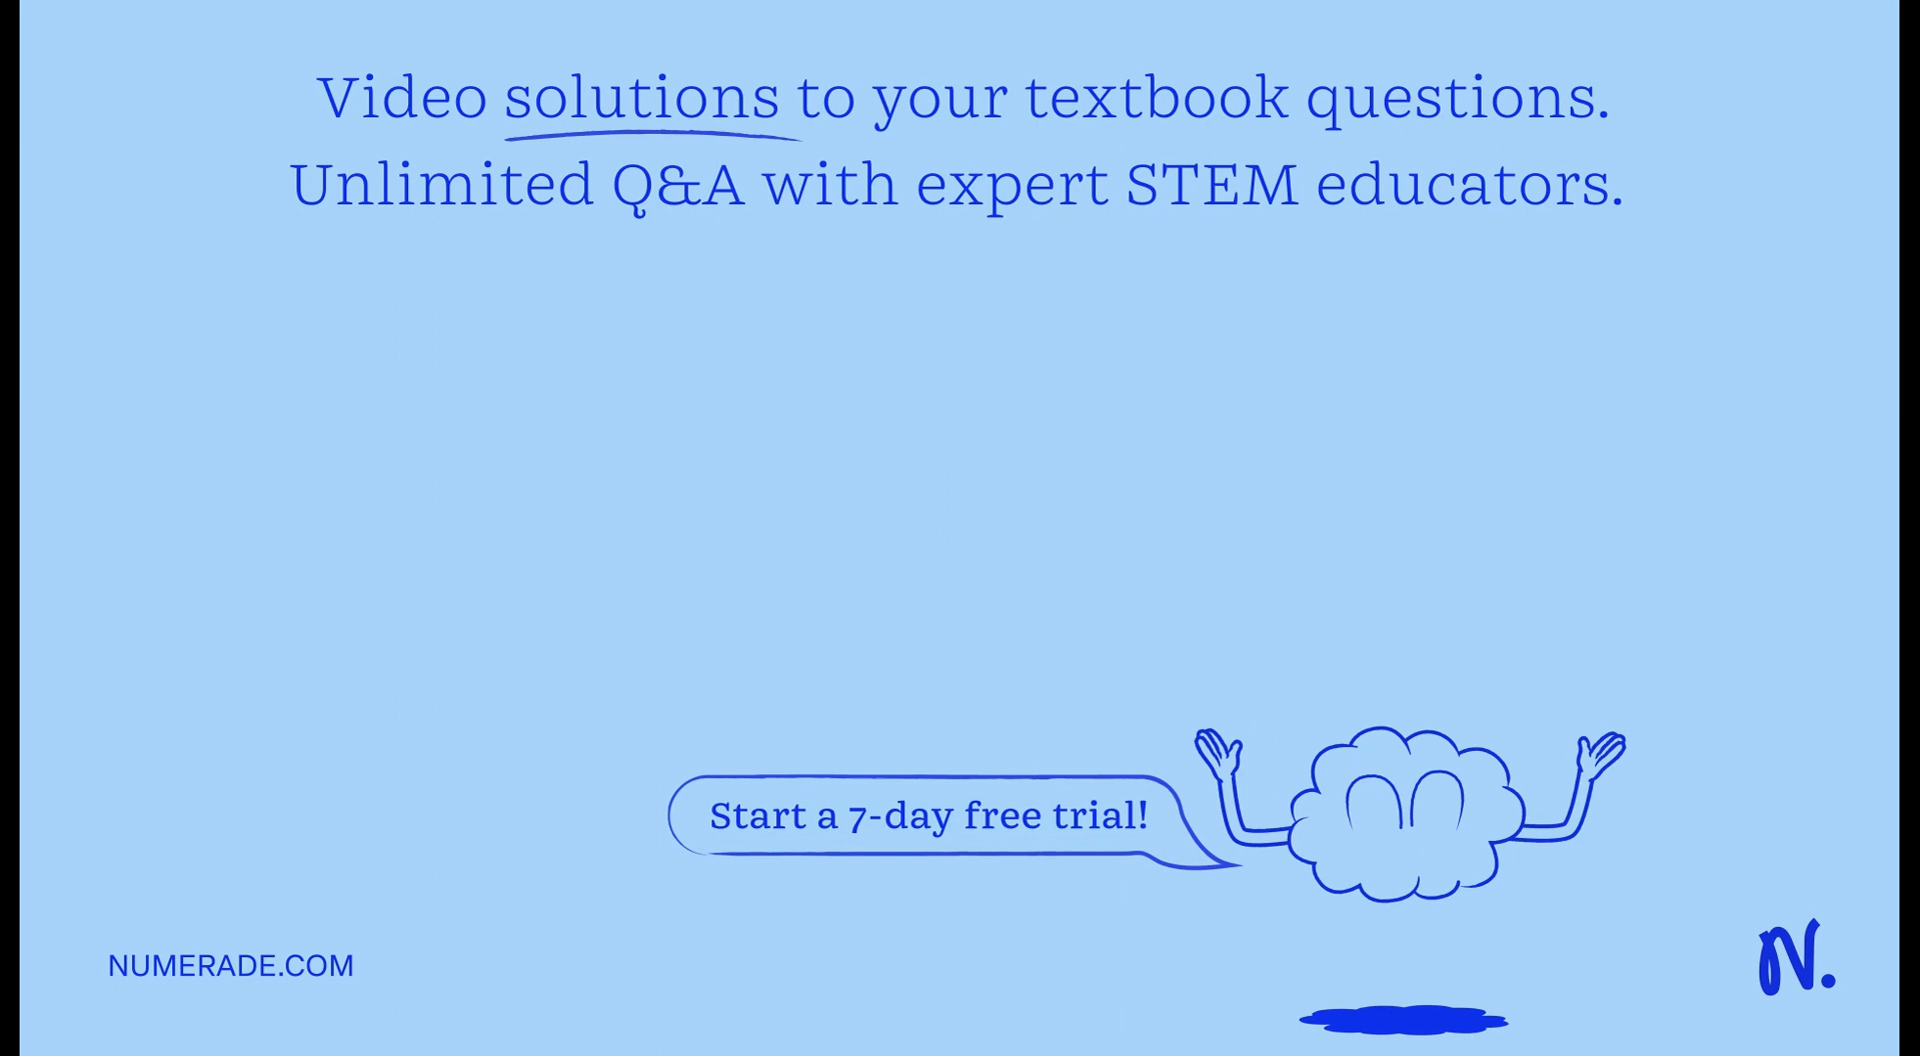 Video solutions to your textbook questions.
Unlimited Q&A with expert STEM educators.
Start a 7-day free trial!
NUMERADE.COM
N.